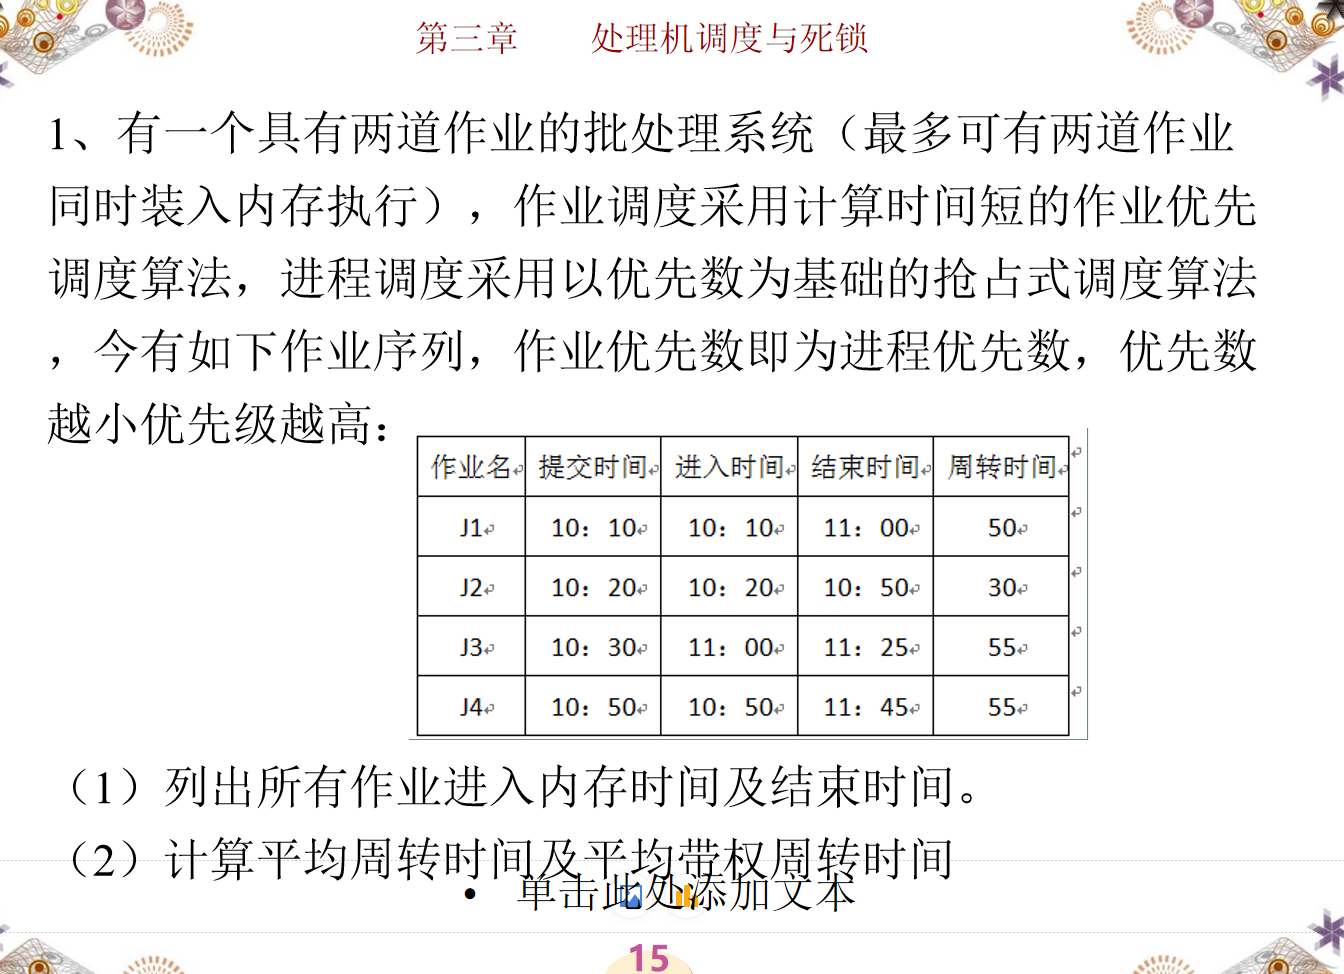 第三章 处理机调度与死锁
1、有一个具有两道作业的批处理系统（最多可有两道作业
同时装入内存执行），作业调度采用计算时间短的作业优先
调度算法，进程调度采用以优先数为基础的抢占式调度算法
，今有如下作业序列，作业优先数即为进程优先数，优先数
越小优先级越高：
作业名 提交时间 进入时间 结束时间 周转时间
J1 10：10 10：10 11：00 50
J2 10：20 10：20 10：50 30
J3 10：30 11：00 11：25 55
J4 10：50 10：50 11：45 55
（1）列出所有作业进入内存时间及结束时间。
（2）计算平均周转时间及平均带权周转时间
• 单击此处添加文本
15